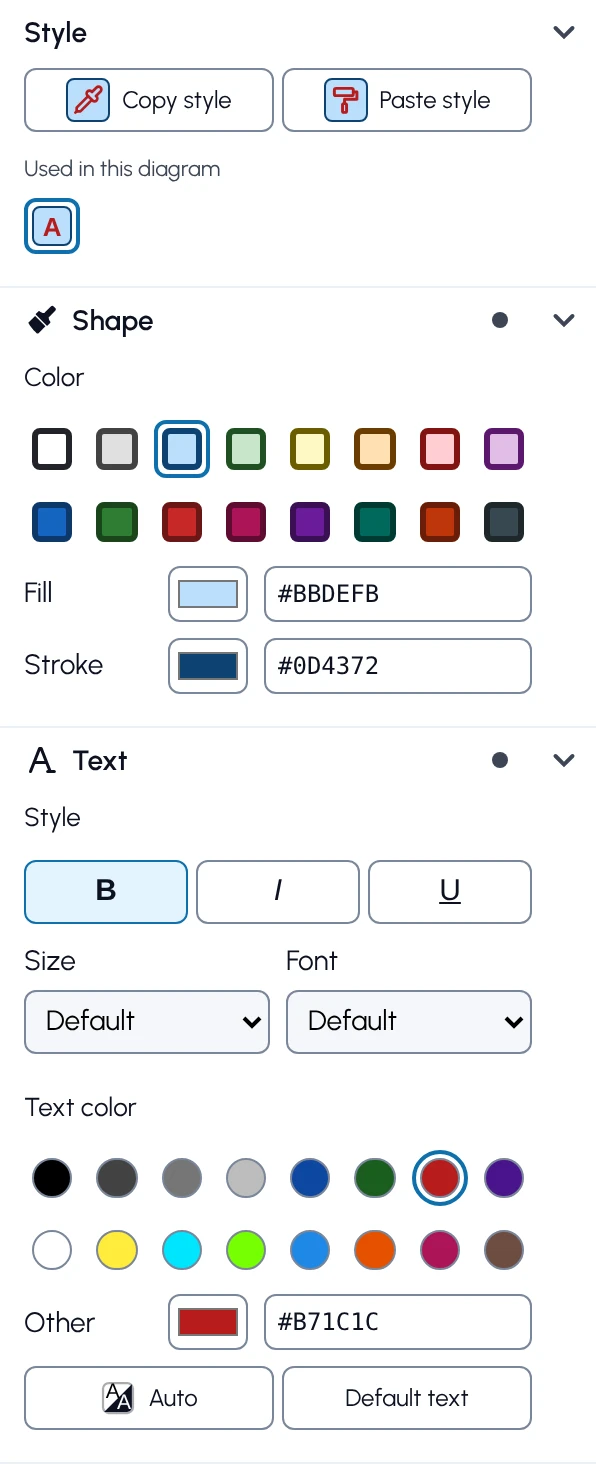 Style
Copy style
Paste style
Used in this diagram
A
Shape
Color
Fill
#BBDEFB
Stroke
#0D4372
A Text
Style
B
I
U
Size
Font
Default
Default
Text color
Other
#B71C1C
A A Auto
Default text